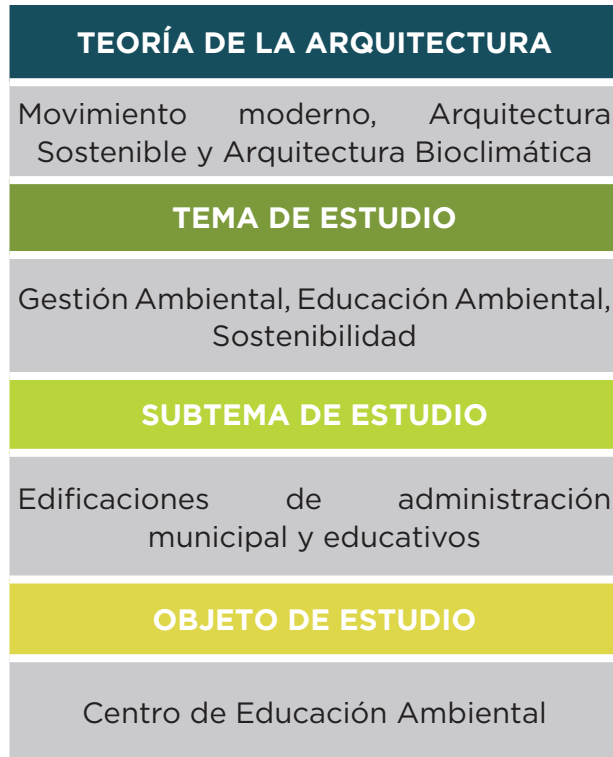 TEORÍA DE LA ARQUITECTURA
Movimiento moderno, Arquitectura
Sostenible y Arquitectura Bioclimática
TEMA DE ESTUDIO
Gestión Ambiental, Educación Ambiental,
Sostenibilidad
SUBTEMA DE ESTUDIO
Edificaciones de administración
municipal y educativos
OBJETO DE ESTUDIO
Centro de Educación Ambiental